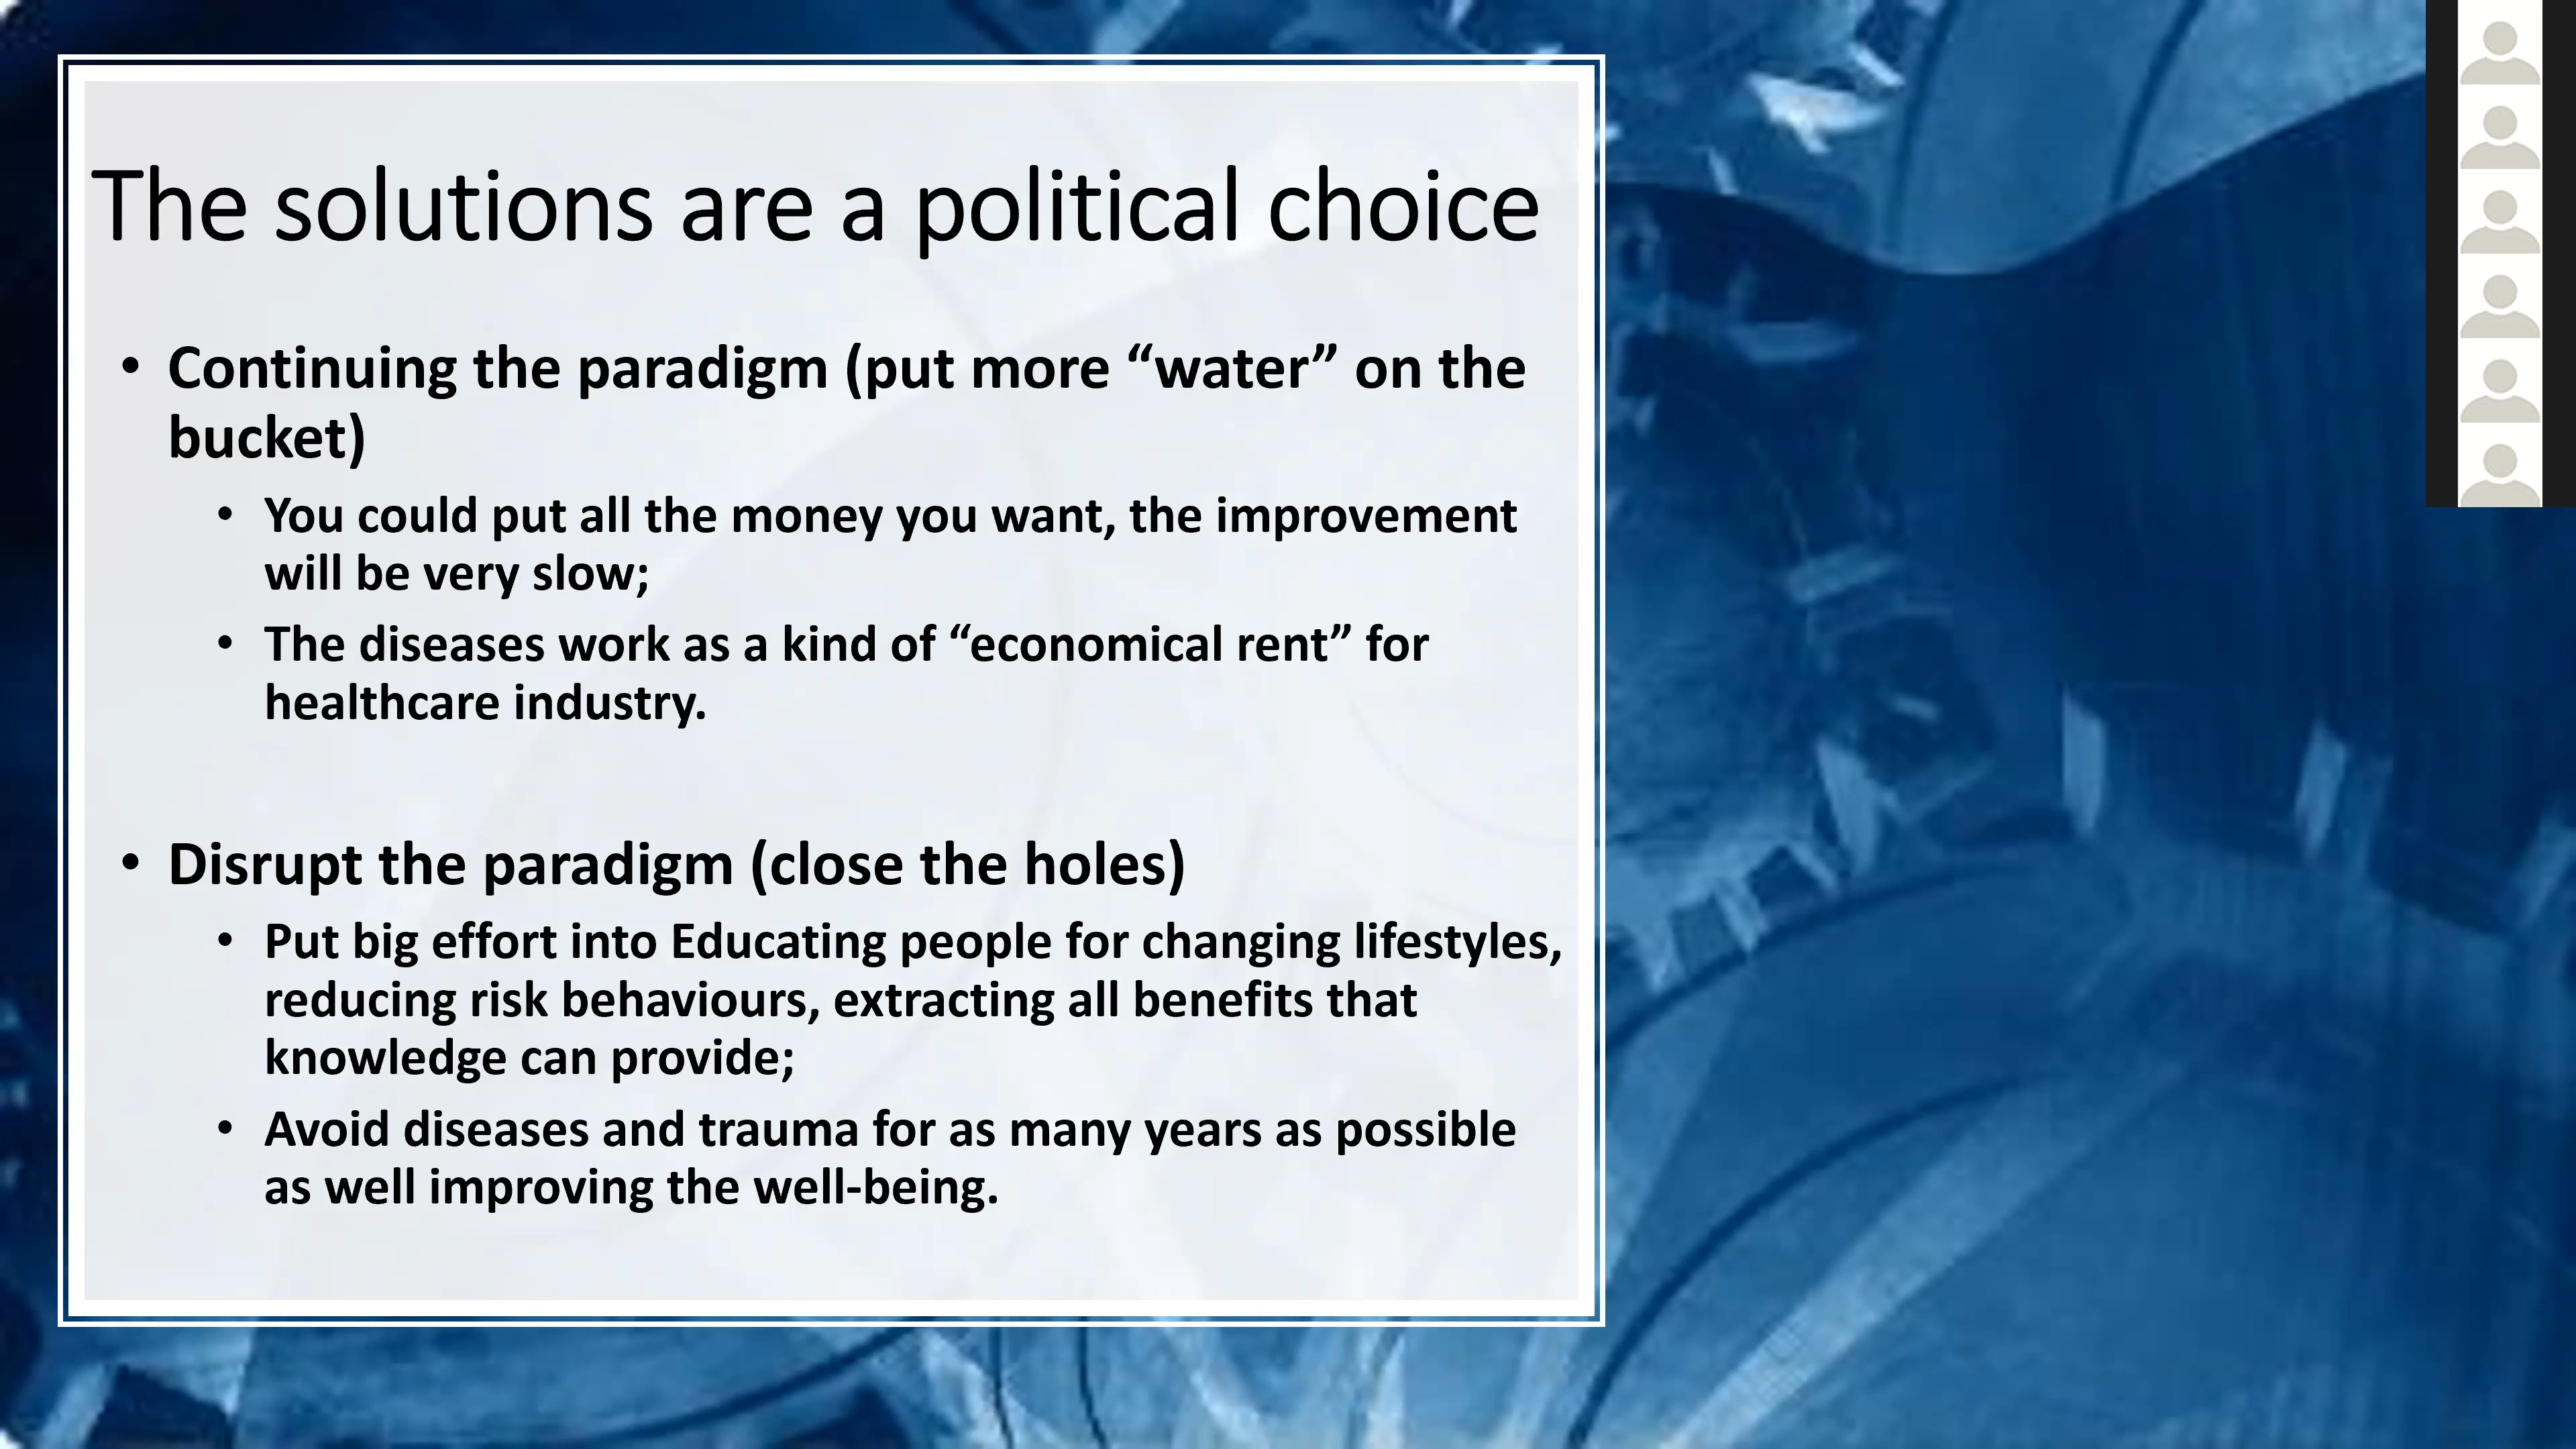 The solutions are a political choice
• Continuing the paradigm (put more “water” on the
bucket)
• You could put all the money you want, the improvement
will be very slow;
• The diseases work as a kind of “economical rent” for
healthcare industry.
• Disrupt the paradigm (close the holes)
• Put big effort into Educating people for changing lifestyles,
reducing risk behaviours, extracting all benefits that
knowledge can provide;
• Avoid diseases and trauma for as many years as possible
as well improving the well-being.